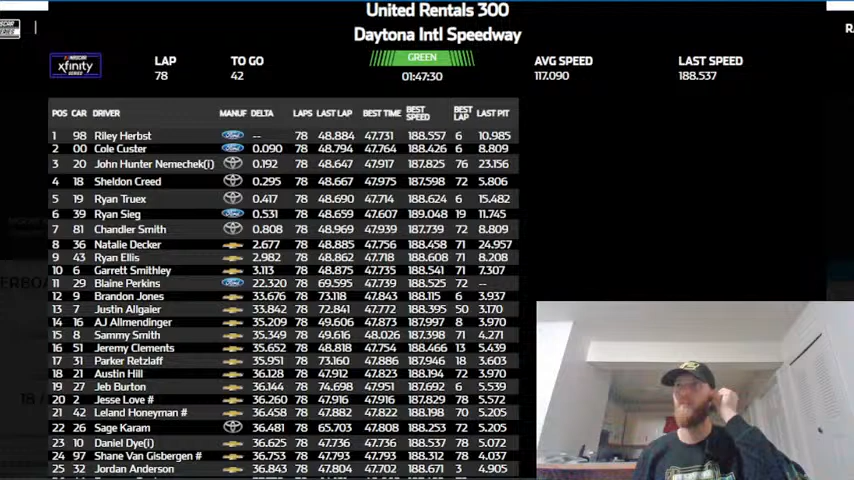 United Rentals 300
Daytona Intl Speedway
xfinity
SERIES
LAP TO GO GREEN AVG SPEED LAST SPEED
78 42 01:47:30 117.090 188.537
POS CAR DRIVER MANUF DELTA LAPS LAST LAP BEST TIME BEST SPEED BEST LAP LAST PIT
1 98 Riley Herbst -- 78 48.884 47.731 188.557 6 10.985
2 00 Cole Custer 0.090 78 48.794 47.764 188.426 6 8.809
3 20 John Hunter Nemechek(i) 0.192 78 48.647 47.917 187.825 76 23.156
4 18 Sheldon Creed 0.295 78 48.667 47.975 187.598 72 5.806
5 19 Ryan Truex 0.417 78 48.690 47.714 188.624 6 15.482
6 39 Ryan Sieg 0.531 78 48.659 47.607 189.048 19 11.745
7 81 Chandler Smith 0.808 78 48.969 47.939 187.739 72 8.809
8 36 Natalie Decker 2.677 78 48.885 47.756 188.458 71 24.957
9 43 Ryan Ellis 2.982 78 48.862 47.718 188.608 71 8.208
10 6 Garrett Smithley 3.113 78 48.875 47.735 188.541 71 7.307
11 29 Blaine Perkins 22.320 78 69.595 47.739 188.525 72 --
12 9 Brandon Jones 33.676 78 73.118 47.843 188.115 6 3.937
13 7 Justin Allgaier 33.842 78 72.841 47.772 188.395 50 3.170
14 16 AJ Allmendinger 35.209 78 49.606 47.873 187.997 8 3.970
15 8 Sammy Smith 35.349 78 49.616 48.026 187.398 71 4.271
16 51 Jeremy Clements 35.652 78 48.818 47.754 188.466 13 5.439
17 31 Parker Retzlaff 35.951 78 73.160 47.886 187.946 18 3.603
18 21 Austin Hill 36.128 78 47.912 47.823 188.194 72 3.970
19 27 Jeb Burton 36.144 78 74.698 47.951 187.692 6 5.539
20 2 Jesse Love # 36.260 78 47.916 47.916 187.829 78 5.572
21 42 Leland Honeyman # 36.458 78 47.882 47.822 188.198 70 5.205
22 26 Sage Karam 36.481 78 65.703 47.808 188.253 72 5.205
23 10 Daniel Dye(i) 36.625 78 47.736 47.736 188.537 78 5.072
24 97 Shane Van Gisbergen # 36.753 78 47.793 47.793 188.312 78 4.037
25 32 Jordan Anderson 36.843 78 47.804 47.702 188.671 3 4.905